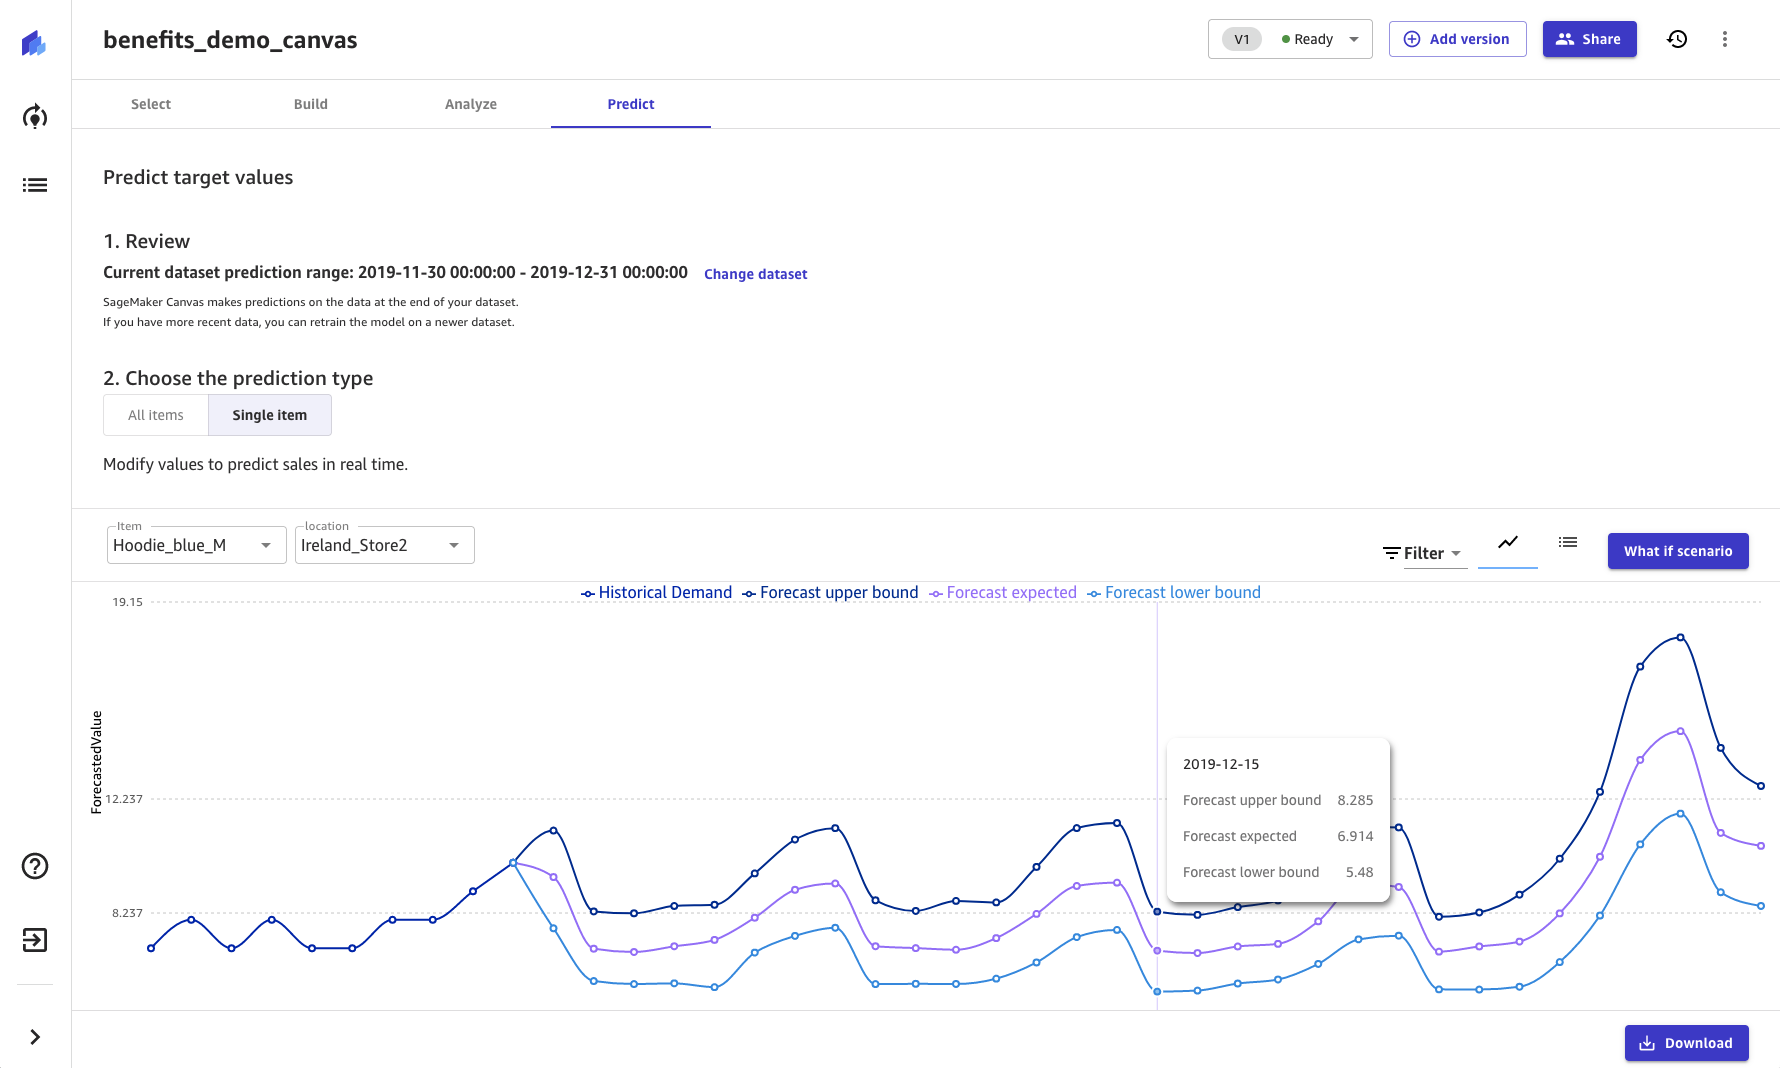 benefits_demo_canvas
V1 Ready
Add version
Share
Select Build Analyze Predict
Predict target values
1. Review
Current dataset prediction range: 2019-11-30 00:00:00 - 2019-12-31 00:00:00 Change dataset
SageMaker Canvas makes predictions on the data at the end of your dataset.
If you have more recent data, you can retrain the model on a newer dataset.
2. Choose the prediction type
All items Single item
Modify values to predict sales in real time.
Item
Hoodie_blue_M
location
Ireland_Store2
Filter
What if scenario
Historical Demand Forecast upper bound Forecast expected Forecast lower bound
19.15
ForecastedValue
12.237
8.237
2019-12-15
Forecast upper bound 8.285
Forecast expected 6.914
Forecast lower bound 5.48
Download